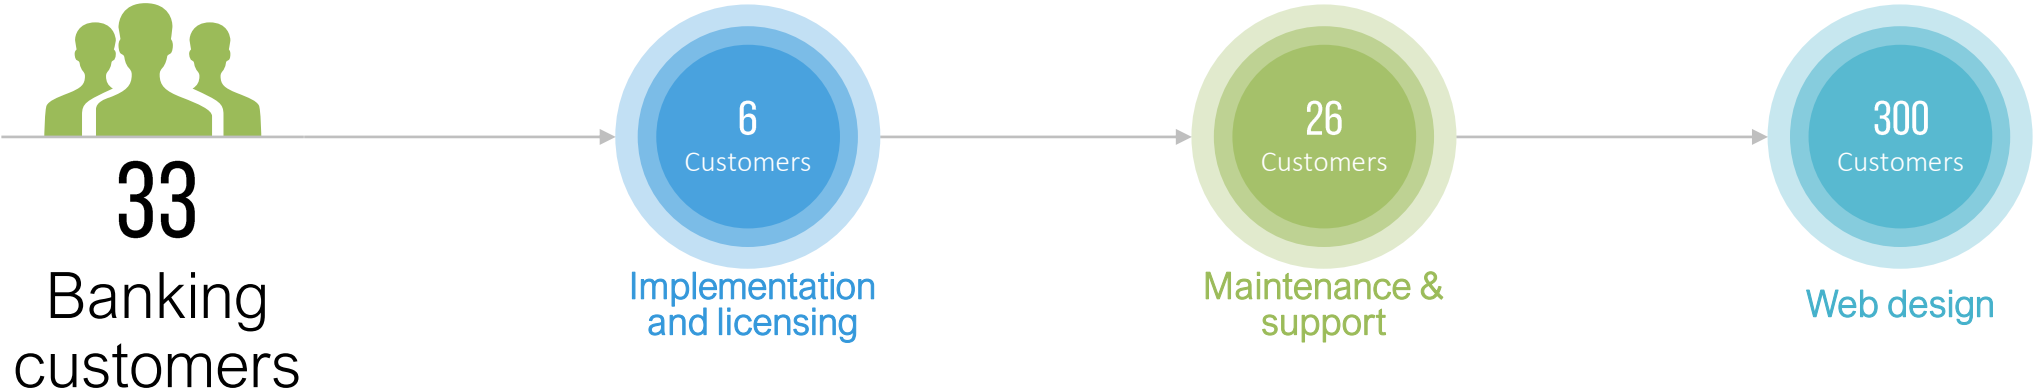 33
Banking
customers
6
Customers
Implementation
and licensing
26
Customers
Maintenance &
support
300
Customers
Web design